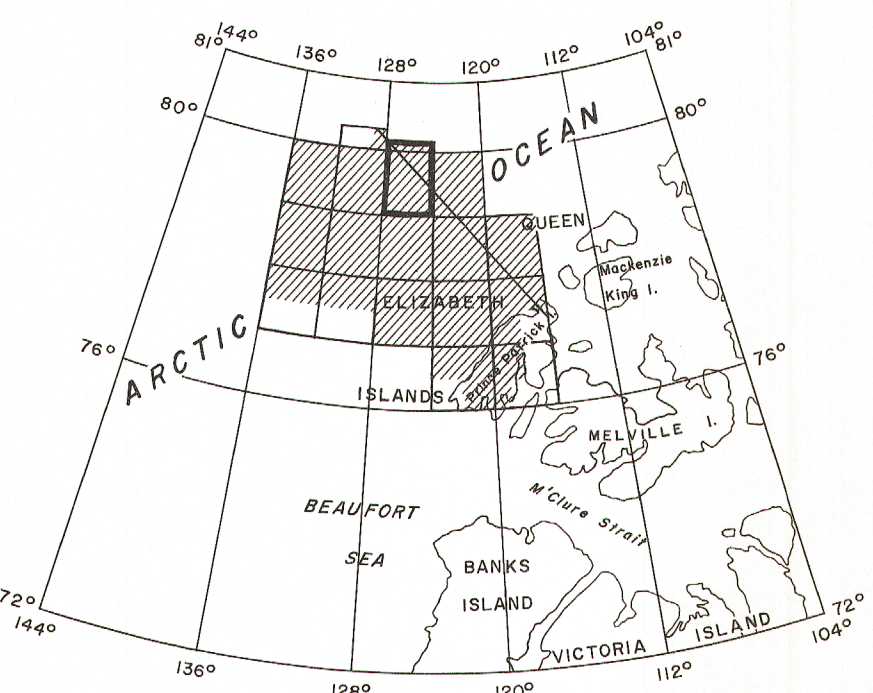 144°
136°
128°
120°
112°
104°
81°
81°
80°
80°
OCEAN
QUEEN
Mackenzie
King I.
ELIZABETH
Prince Patrick
ARCTIC
76°
76°
ISLANDS
MELVILLE I.
M'Clure Strait
BEAUFORT
SEA
BANKS
ISLAND
VICTORIA
ISLAND
72°
72°
144°
104°
136°
128°
120°
112°